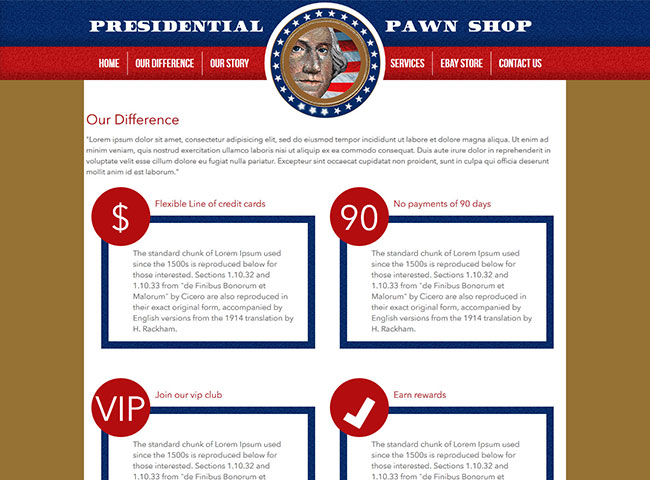 PRESIDENTIAL PAWN SHOP
HOME OUR DIFFERENCE OUR STORY SERVICES EBAY STORE CONTACT US
Our Difference
"Lorem ipsum dolor sit amet, consectetur adipisicing elit, sed do eiusmod tempor incididunt ut labore et dolore magna aliqua. Ut enim ad
minim veniam, quis nostrud exercitation ullamco laboris nisi ut aliquip ex ea commodo consequat. Duis aute irure dolor in reprehenderit in
voluptate velit esse cillum dolore eu fugiat nulla pariatur. Excepteur sint occaecat cupidatat non proident, sunt in culpa qui officia deserunt
mollit anim id est laborum."
$
Flexible Line of credit cards
The standard chunk of Lorem Ipsum used
since the 1500s is reproduced below for
those interested. Sections 1.10.32 and
1.10.33 from "de Finibus Bonorum et
Malorum" by Cicero are also reproduced in
their exact original form, accompanied by
English versions from the 1914 translation by
H. Rackham.
90
No payments of 90 days
The standard chunk of Lorem Ipsum used
since the 1500s is reproduced below for
those interested. Sections 1.10.32 and
1.10.33 from "de Finibus Bonorum et
Malorum" by Cicero are also reproduced in
their exact original form, accompanied by
English versions from the 1914 translation by
H. Rackham.
VIP
Join our vip club
The standard chunk of Lorem Ipsum used
since the 1500s is reproduced below for
those interested. Sections 1.10.32 and
1.10.33 from "de Finibus Bonorum et
Earn rewards
The standard chunk of Lorem Ipsum used
since the 1500s is reproduced below for
those interested. Sections 1.10.32 and
1.10.33 from "de Finibus Bonorum et